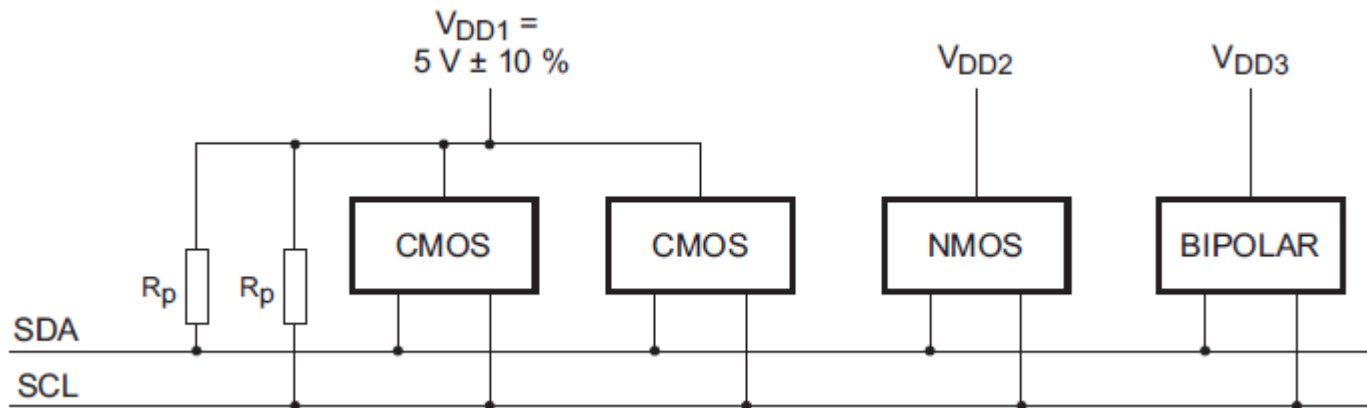 VDD1 =
5 V ± 10 %
VDD2
VDD3
CMOS
CMOS
NMOS
BIPOLAR
Rp
Rp
SDA
SCL